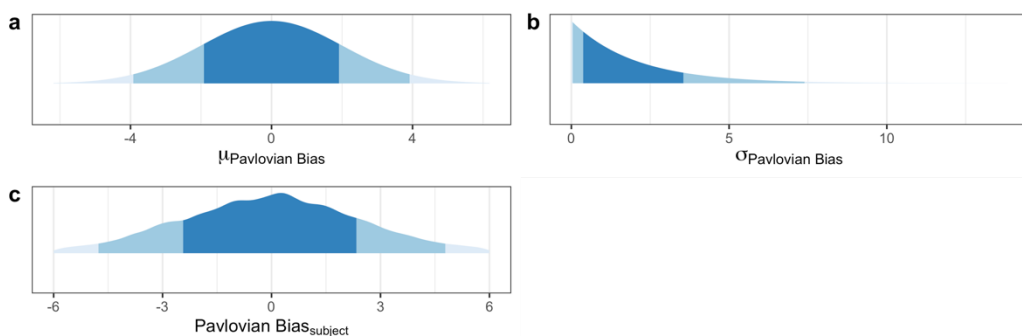 a
-4 0 4
μPavlovian Bias
b
0 5 10
σPavlovian Bias
c
-6 -3 0 3 6
Pavlovian Biassubject